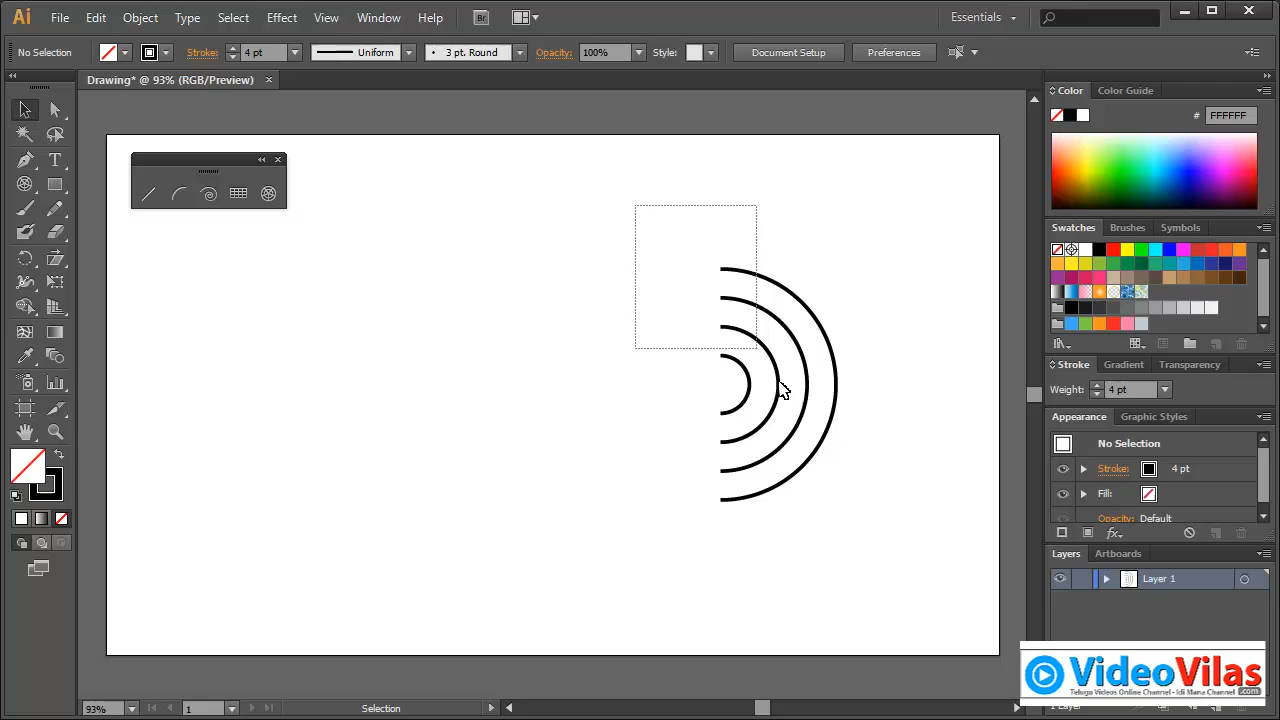 Ai File Edit Object Type Select Effect View Window Help Br Essentials
No Selection Stroke: 4 pt Uniform 3 pt. Round Opacity: 100% Style: Document Setup Preferences
Drawing* @ 93% (RGB/Preview)
Color Color Guide
# FFFFFF
Swatches Brushes Symbols
Stroke Gradient Transparency
Weight: 4 pt
Appearance Graphic Styles
No Selection
Stroke: 4 pt
Fill:
Opacity: Default
fx
Layers Artboards
Layer 1
VideoVilas
.com
Telugu Videos Online Channel - Idi Mana Channel
1 Layer
93% 1 Selection